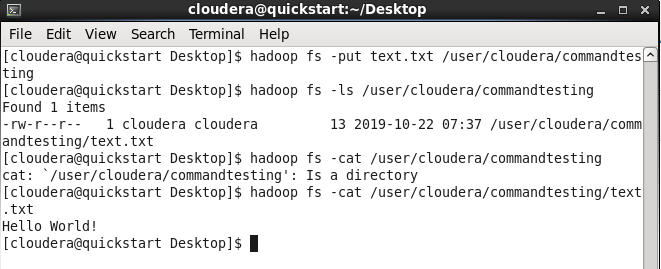 cloudera@quickstart:~/Desktop
File Edit View Search Terminal Help
[cloudera@quickstart Desktop]$ hadoop fs -put text.txt /user/cloudera/commandtes
ting
[cloudera@quickstart Desktop]$ hadoop fs -ls /user/cloudera/commandtesting
Found 1 items
-rw-r--r--   1 cloudera cloudera         13 2019-10-22 07:37 /user/cloudera/comm
andtesting/text.txt
[cloudera@quickstart Desktop]$ hadoop fs -cat /user/cloudera/commandtesting
cat: `/user/cloudera/commandtesting': Is a directory
[cloudera@quickstart Desktop]$ hadoop fs -cat /user/cloudera/commandtesting/text
.txt
Hello World!
[cloudera@quickstart Desktop]$